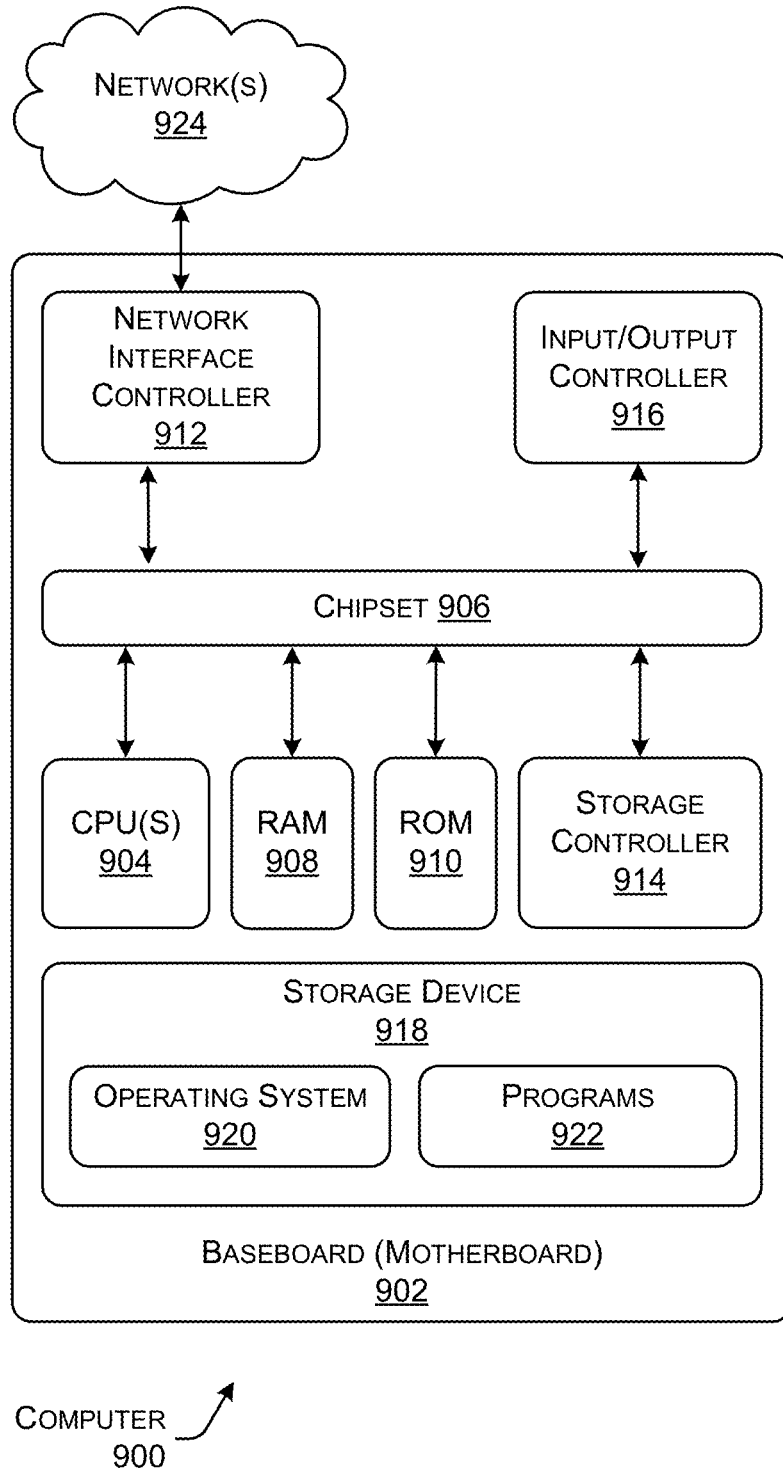 NETWORK(S)
924
NETWORK
INTERFACE
CONTROLLER
912
INPUT/OUTPUT
CONTROLLER
916
CHIPSET 906
CPU(S)
904
RAM
908
ROM
910
STORAGE
CONTROLLER
914
STORAGE DEVICE
918
OPERATING SYSTEM
920
PROGRAMS
922
BASEBOARD (MOTHERBOARD)
902
COMPUTER
900